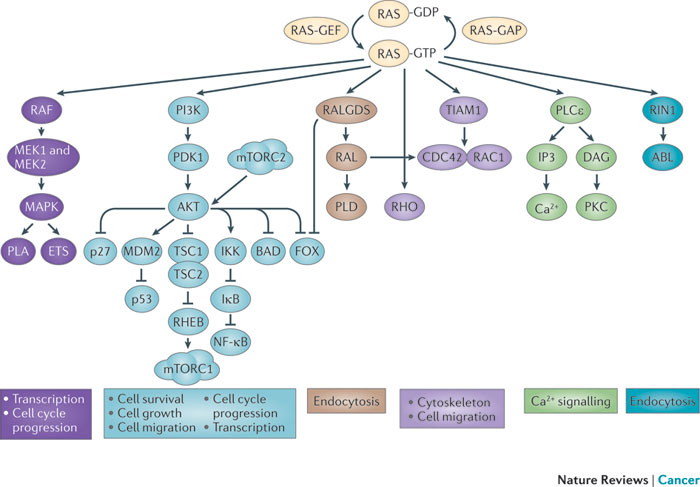 RAS-GDP
RAS-GEF
RAS-GAP
RAS-GTP
RAF
PI3K
RALGDS
TIAM1
PLCε
RIN1
MEK1 and
MEK2
PDK1
mTORC2
RAL
CDC42
RAC1
IP3
DAG
ABL
MAPK
AKT
PLD
RHO
Ca²⁺
PKC
PLA
ETS
p27
MDM2
TSC1
TSC2
IKK
BAD
FOX
p53
IκB
RHEB
NF-κB
mTORC1
• Transcription
• Cell cycle
progression
• Cell survival
• Cell growth
• Cell migration
• Cell cycle
progression
• Transcription
Endocytosis
• Cytoskeleton
• Cell migration
Ca²⁺ signalling
Endocytosis
Nature Reviews | Cancer